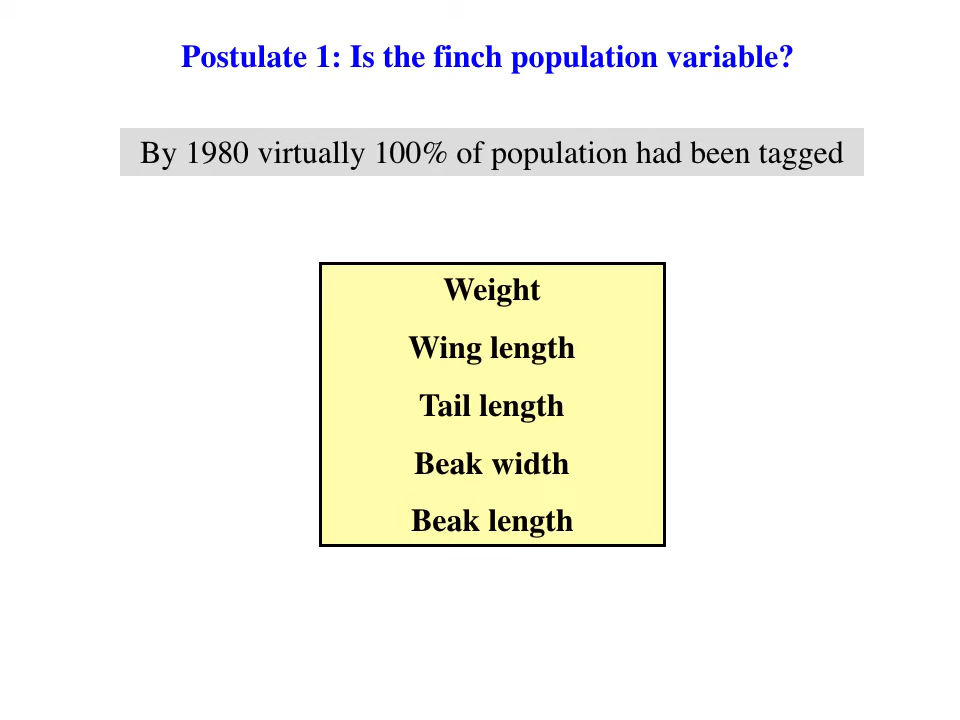 Postulate 1: Is the finch population variable?
By 1980 virtually 100% of population had been tagged
Weight
Wing length
Tail length
Beak width
Beak length